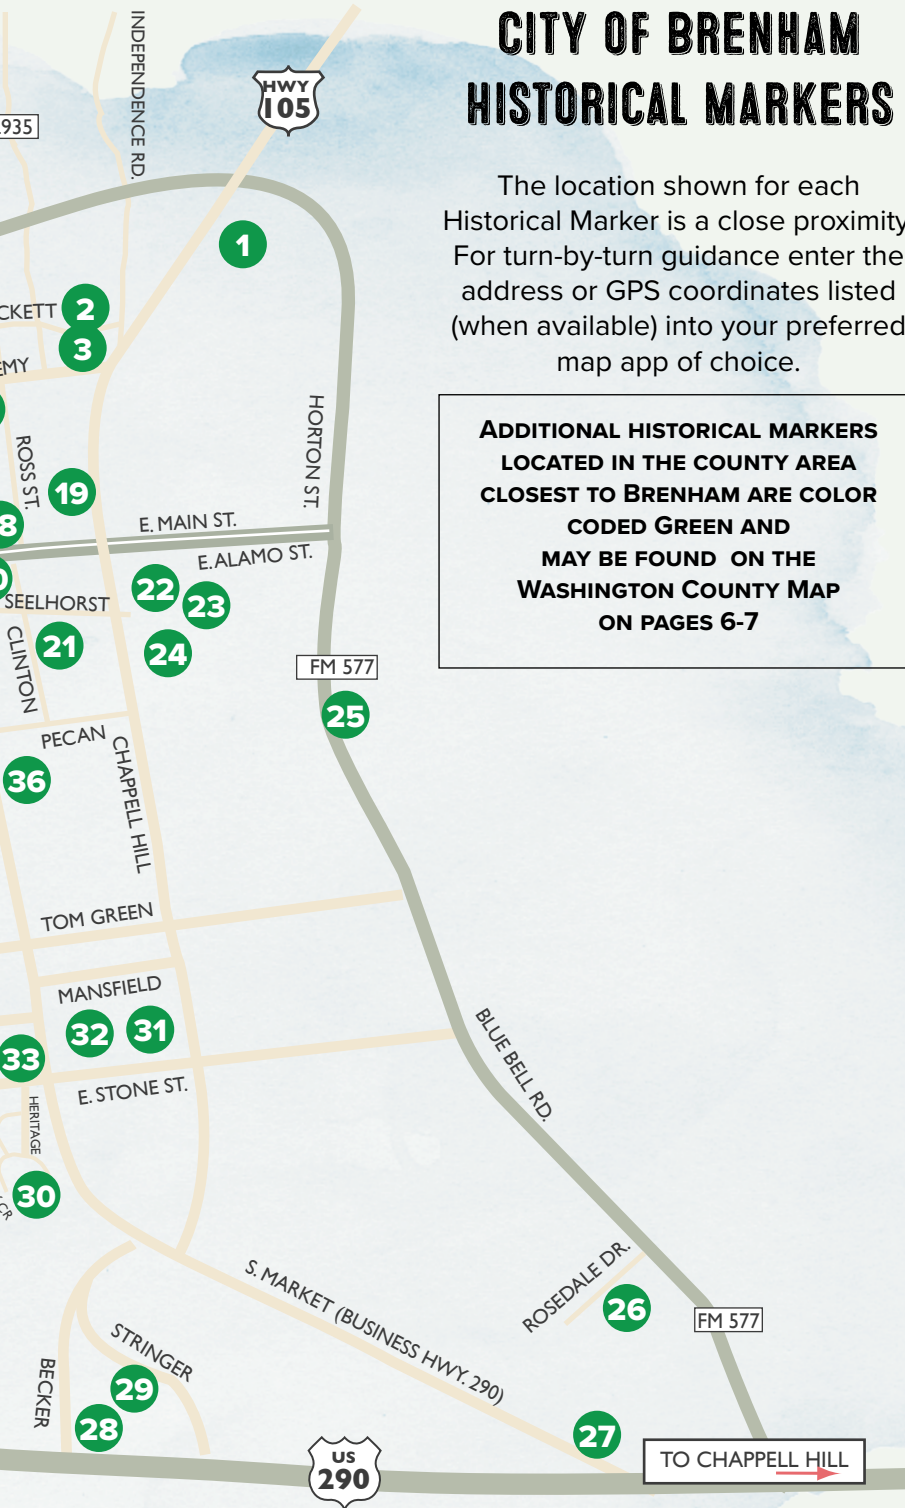 CITY OF BRENHAM
HISTORICAL MARKERS
The location shown for each
Historical Marker is a close proximity
For turn-by-turn guidance enter the
address or GPS coordinates listed
(when available) into your preferred
map app of choice.
ADDITIONAL HISTORICAL MARKERS
LOCATED IN THE COUNTY AREA
CLOSEST TO BRENHAM ARE COLOR
CODED GREEN AND
MAY BE FOUND ON THE
WASHINGTON COUNTY MAP
ON PAGES 6-7
INDEPENDENCE RD.
HWY
105
935
1
CKETT
2
3
EMY
HORTON ST.
ROSS ST.
19
8
E. MAIN ST.
E. ALAMO ST.
0
22
23
SEELHORST
21
24
CLINTON
FM 577
25
PECAN
36
CHAPPELL HILL
TOM GREEN
MANSFIELD
32
31
33
E. STONE ST.
BLUE BELL RD.
HERITAGE
30
CR
S. MARKET (BUSINESS HWY. 290)
ROSEDALE DR.
26
FM 577
STRINGER
BECKER
29
28
27
US
290
TO CHAPPELL HILL